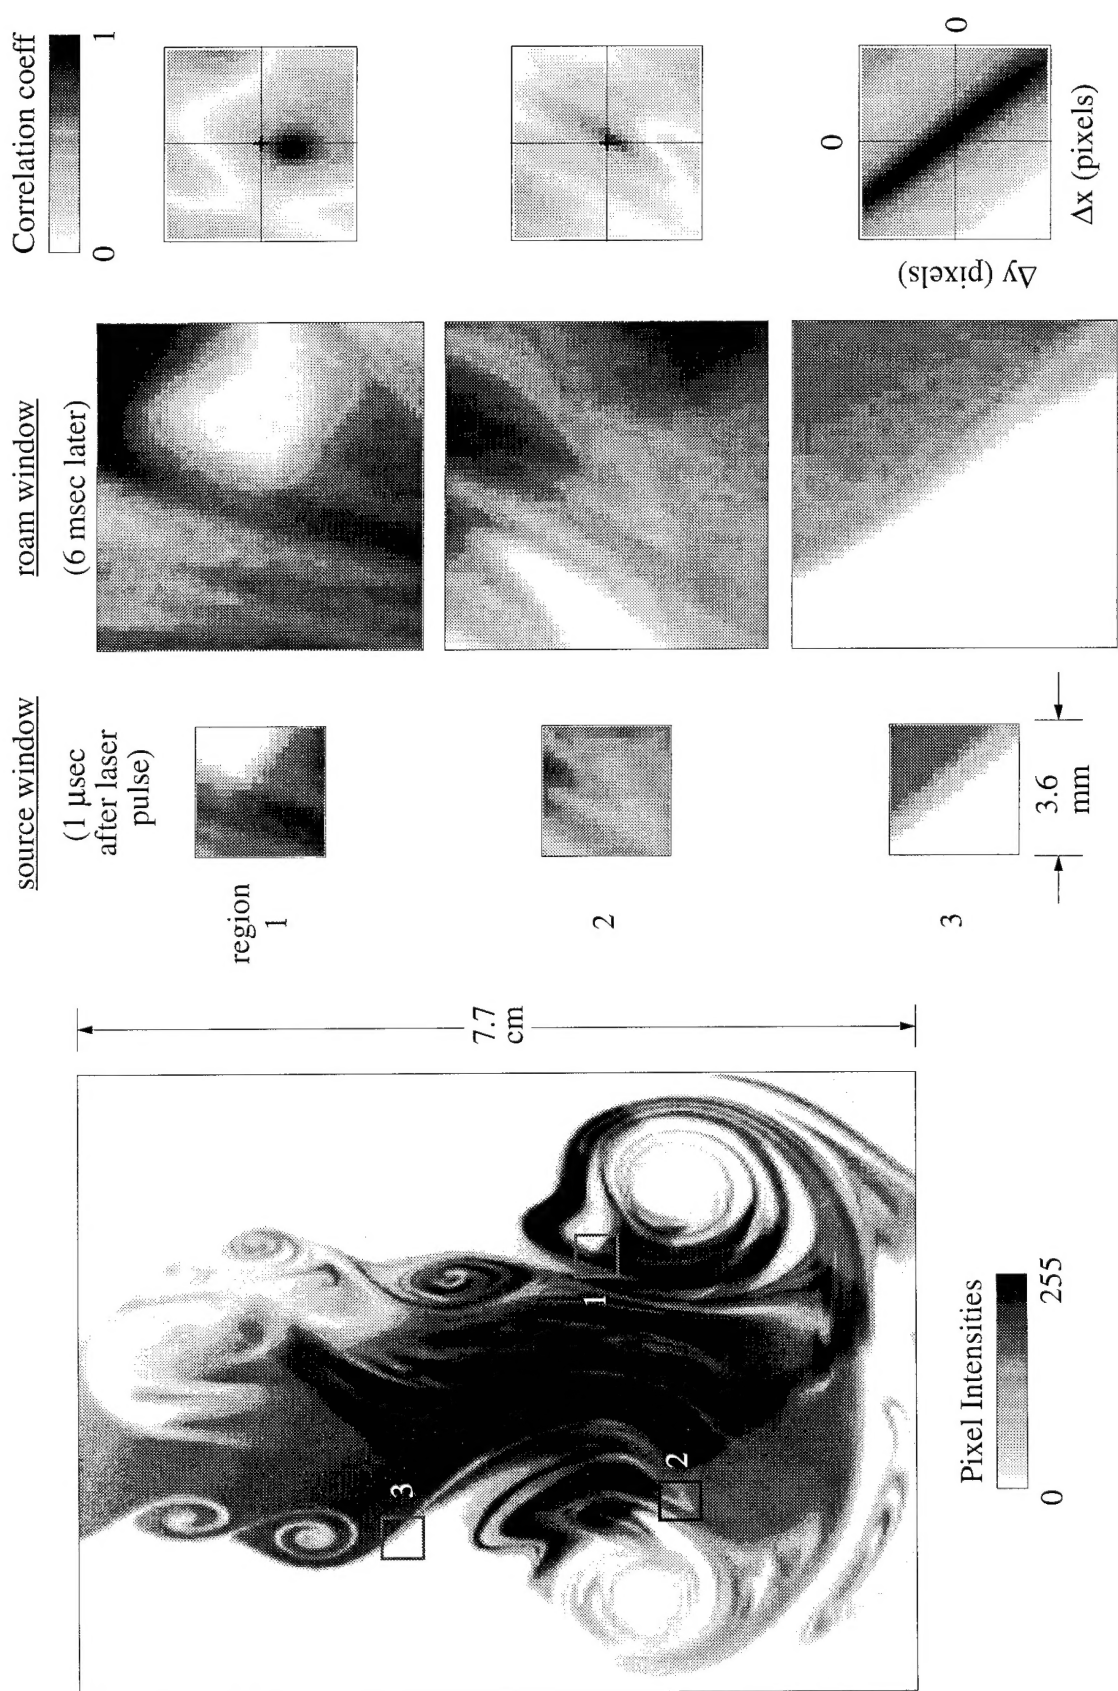 source window
(1 μsec
after laser
pulse)
roam window
(6 msec later)
Correlation coeff
0
1
region
1
2
3
3.6
mm
0
0
Δy (pixels)
Δx (pixels)
7.7
cm
1
2
3
Pixel Intensities
0
255